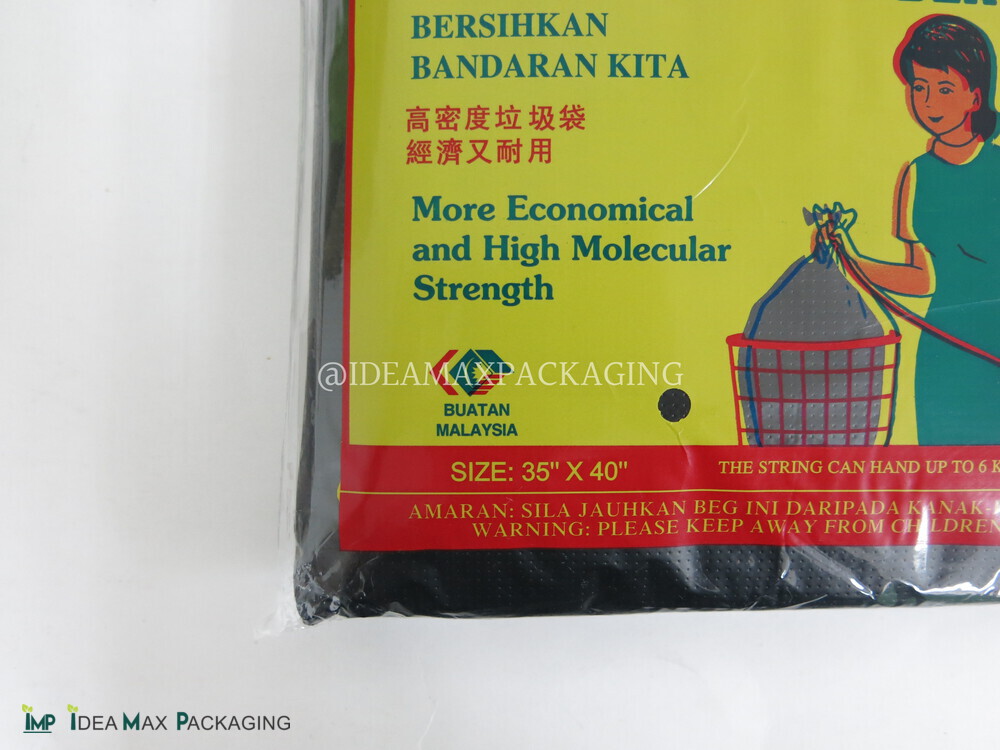 BERSIHKAN
BANDARAN KITA
高密度垃圾袋
經濟又耐用
More Economical
and High Molecular
Strength
@IDEAMAXPACKAGING
BUATAN
MALAYSIA
SIZE: 35" X 40"
THE STRING CAN HAND UP TO 6 K
AMARAN: SILA JAUHKAN BEG INI DARIPADA KANAK-
WARNING: PLEASE KEEP AWAY FROM CHILDREN
IMP IDEA MAX PACKAGING